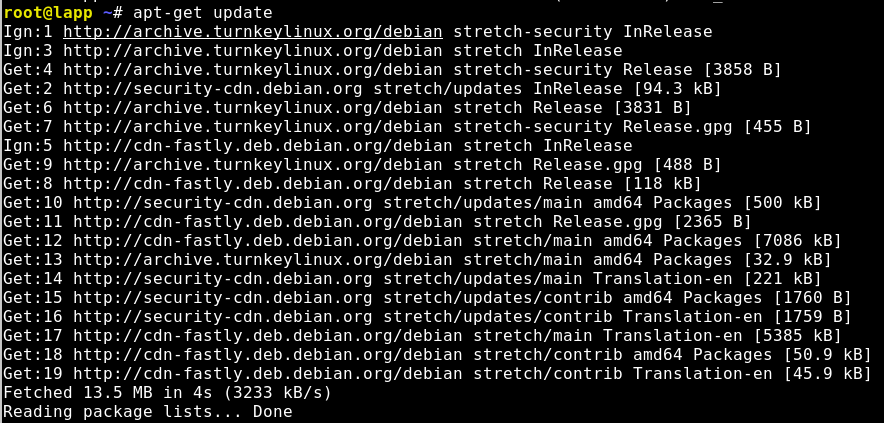 root@lapp ~# apt-get update
Ign:1 http://archive.turnkeylinux.org/debian stretch-security InRelease
Ign:3 http://archive.turnkeylinux.org/debian stretch InRelease
Get:4 http://archive.turnkeylinux.org/debian stretch-security Release [3858 B]
Get:2 http://security-cdn.debian.org stretch/updates InRelease [94.3 kB]
Get:6 http://archive.turnkeylinux.org/debian stretch Release [3831 B]
Get:7 http://archive.turnkeylinux.org/debian stretch-security Release.gpg [455 B]
Ign:5 http://cdn-fastly.deb.debian.org/debian stretch InRelease
Get:9 http://archive.turnkeylinux.org/debian stretch Release.gpg [488 B]
Get:8 http://cdn-fastly.deb.debian.org/debian stretch Release [118 kB]
Get:10 http://security-cdn.debian.org stretch/updates/main amd64 Packages [500 kB]
Get:11 http://cdn-fastly.deb.debian.org/debian stretch Release.gpg [2365 B]
Get:12 http://cdn-fastly.deb.debian.org/debian stretch/main amd64 Packages [7086 kB]
Get:13 http://archive.turnkeylinux.org/debian stretch/main amd64 Packages [32.9 kB]
Get:14 http://security-cdn.debian.org stretch/updates/main Translation-en [221 kB]
Get:15 http://security-cdn.debian.org stretch/updates/contrib amd64 Packages [1760 B]
Get:16 http://security-cdn.debian.org stretch/updates/contrib Translation-en [1759 B]
Get:17 http://cdn-fastly.deb.debian.org/debian stretch/main Translation-en [5385 kB]
Get:18 http://cdn-fastly.deb.debian.org/debian stretch/contrib amd64 Packages [50.9 kB]
Get:19 http://cdn-fastly.deb.debian.org/debian stretch/contrib Translation-en [45.9 kB]
Fetched 13.5 MB in 4s (3233 kB/s)
Reading package lists... Done